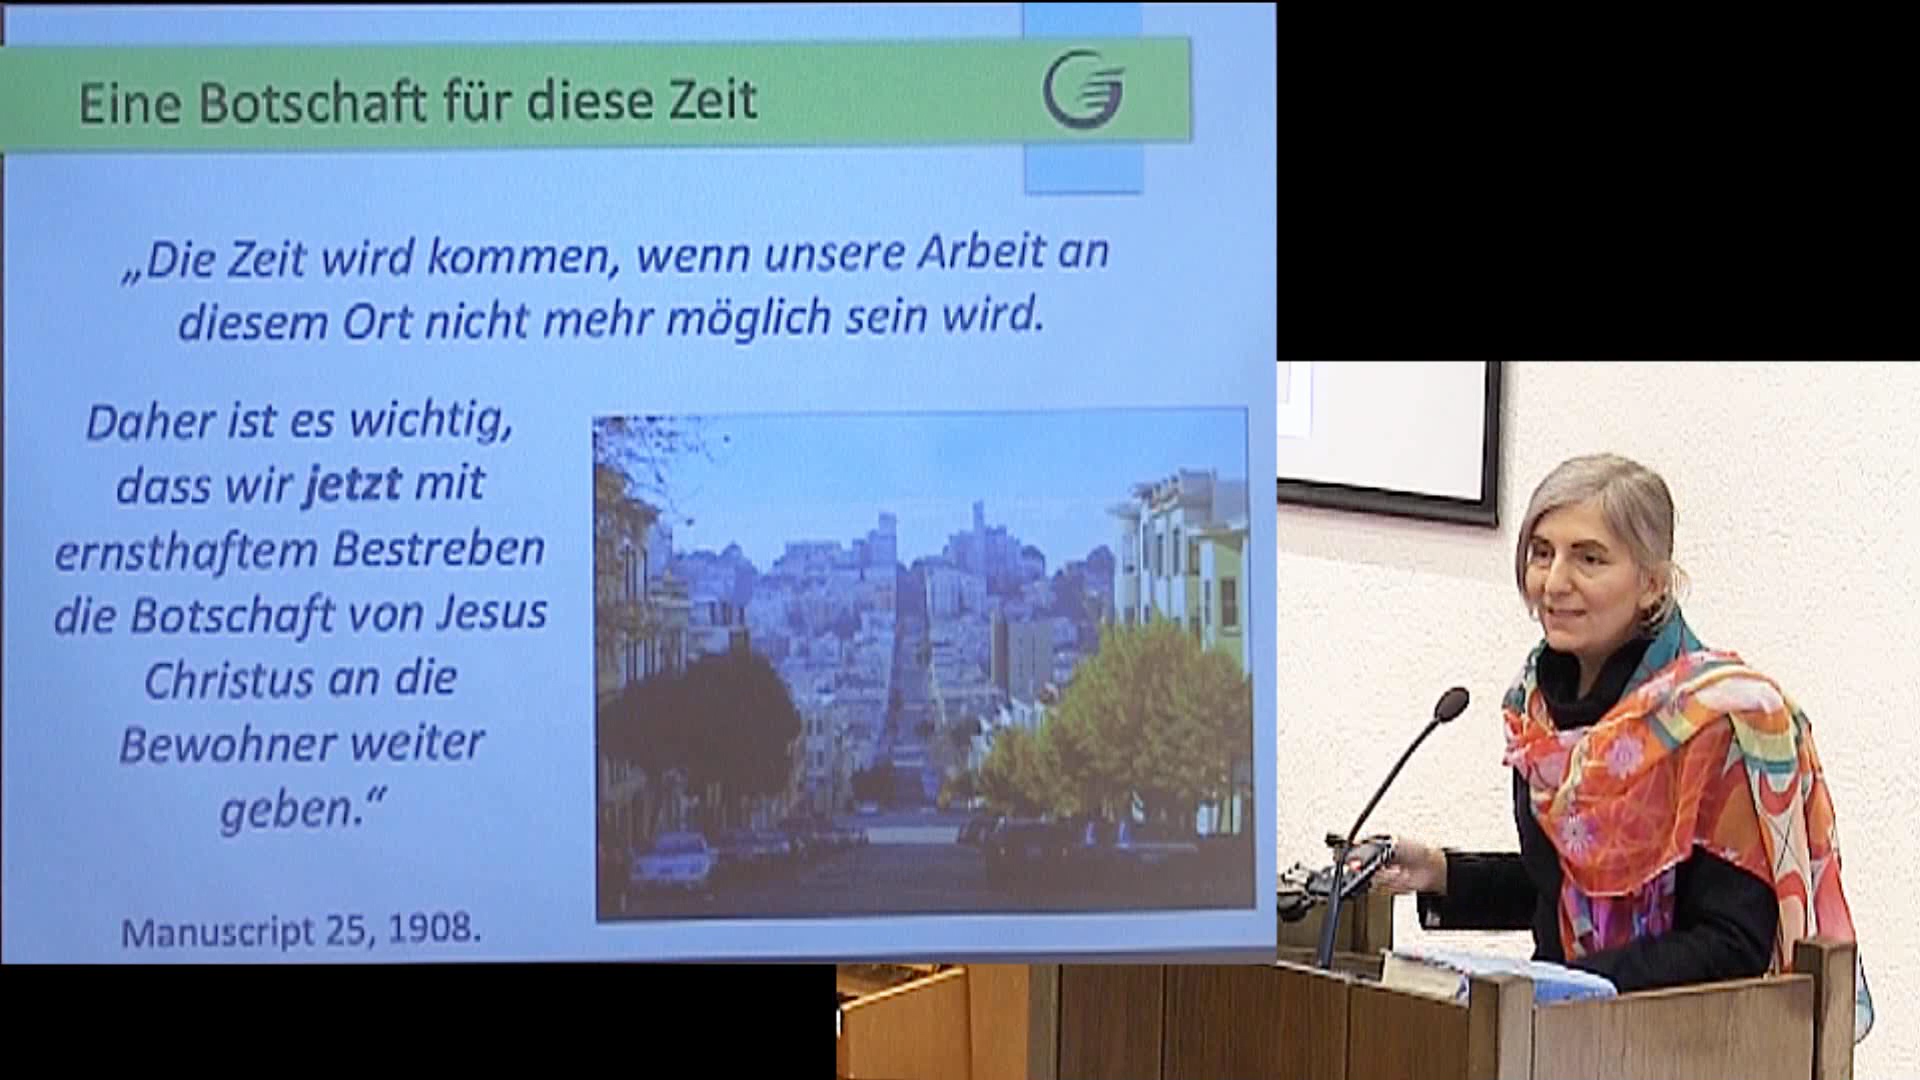 Eine Botschaft für diese Zeit
„Die Zeit wird kommen, wenn unsere Arbeit an
diesem Ort nicht mehr möglich sein wird.
Daher ist es wichtig,
dass wir jetzt mit
ernsthaftem Bestreben
die Botschaft von Jesus
Christus an die
Bewohner weiter
geben.“
Manuscript 25, 1908.